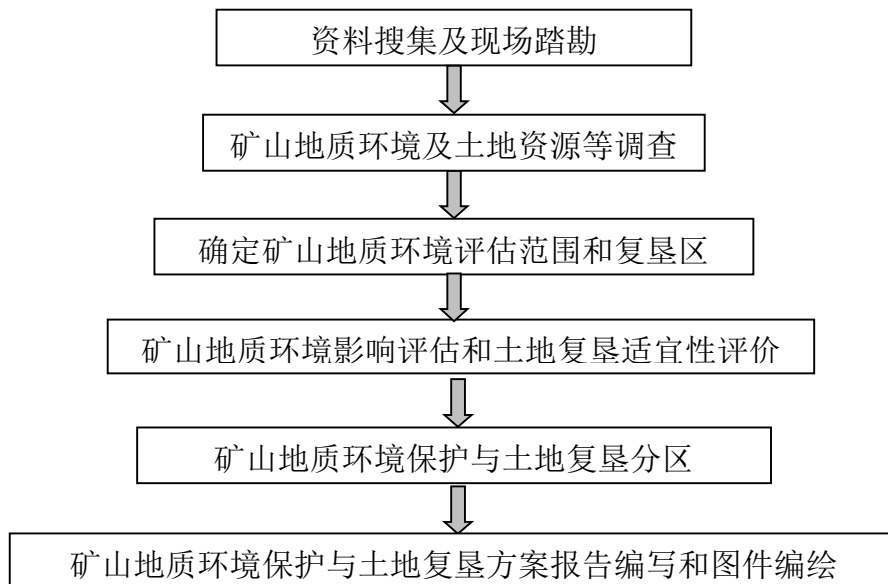 资料搜集及现场踏勘
矿山地质环境及土地资源等调查
确定矿山地质环境评估范围和复垦区
矿山地质环境影响评估和土地复垦适宜性评价
矿山地质环境保护与土地复垦分区
矿山地质环境保护与土地复垦方案报告编写和图件编绘